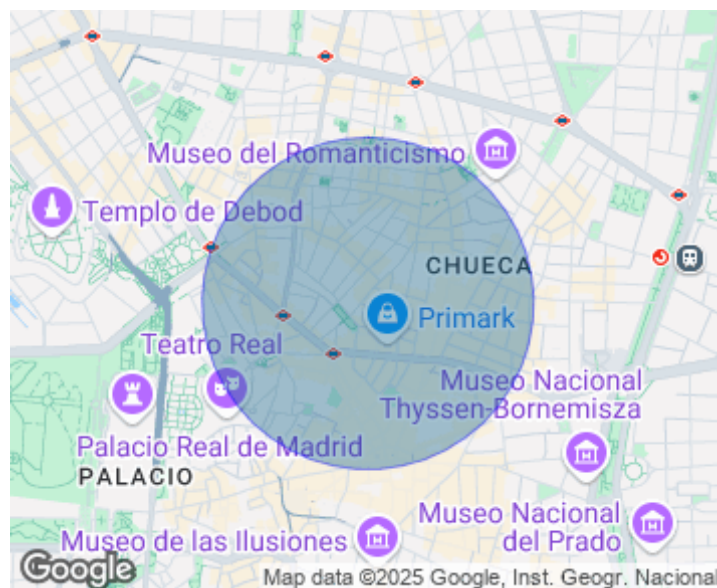 Museo del Romanticismo
Templo de Debod
CHUECA
Primark
Teatro Real
Museo Nacional
Thyssen-Bornemisza
Palacio Real de Madrid
PALACIO
Museo Nacional
del Prado
Museo de las Ilusiones
Google
Map data ©2025 Google, Inst. Geogr. Nacional